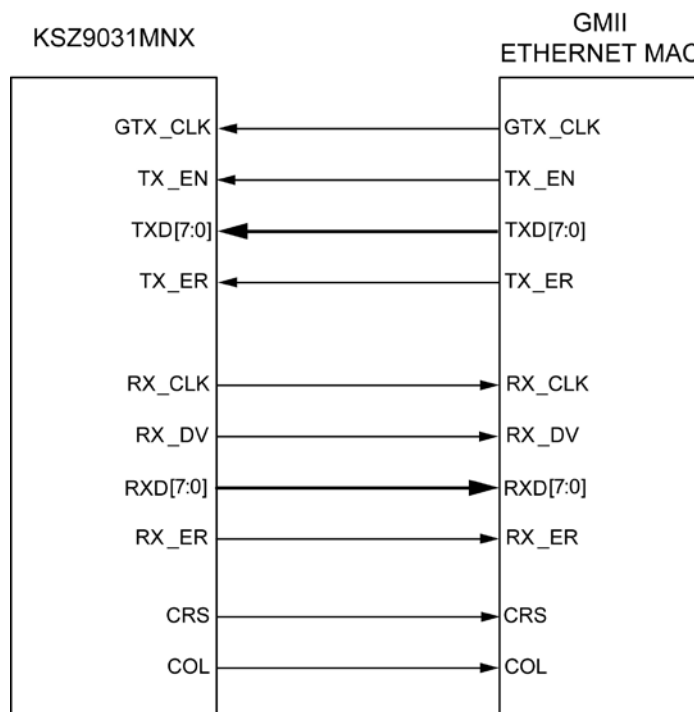 KSZ9031MNX
GMII
ETHERNET MAC
GTX_CLK GTX_CLK
TX_EN TX_EN
TXD[7:0] TXD[7:0]
TX_ER TX_ER
RX_CLK RX_CLK
RX_DV RX_DV
RXD[7:0] RXD[7:0]
RX_ER RX_ER
CRS CRS
COL COL